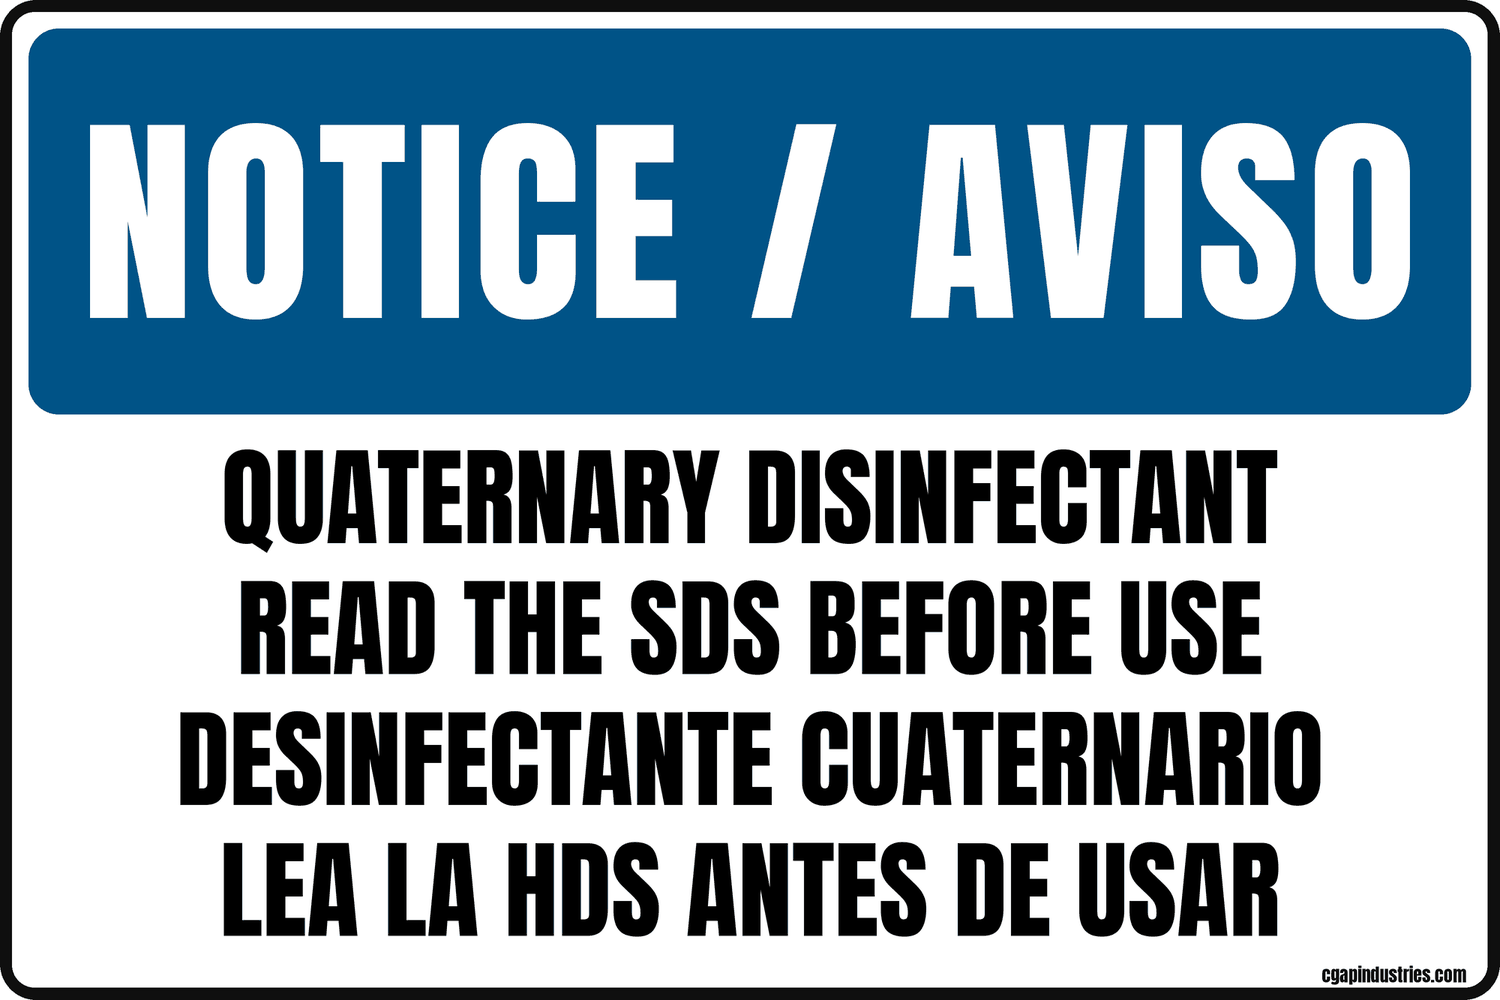 NOTICE / AVISO
QUATERNARY DISINFECTANT
READ THE SDS BEFORE USE
DESINFECTANTE CUATERNARIO
LEA LA HDS ANTES DE USAR
cgapindustries.com